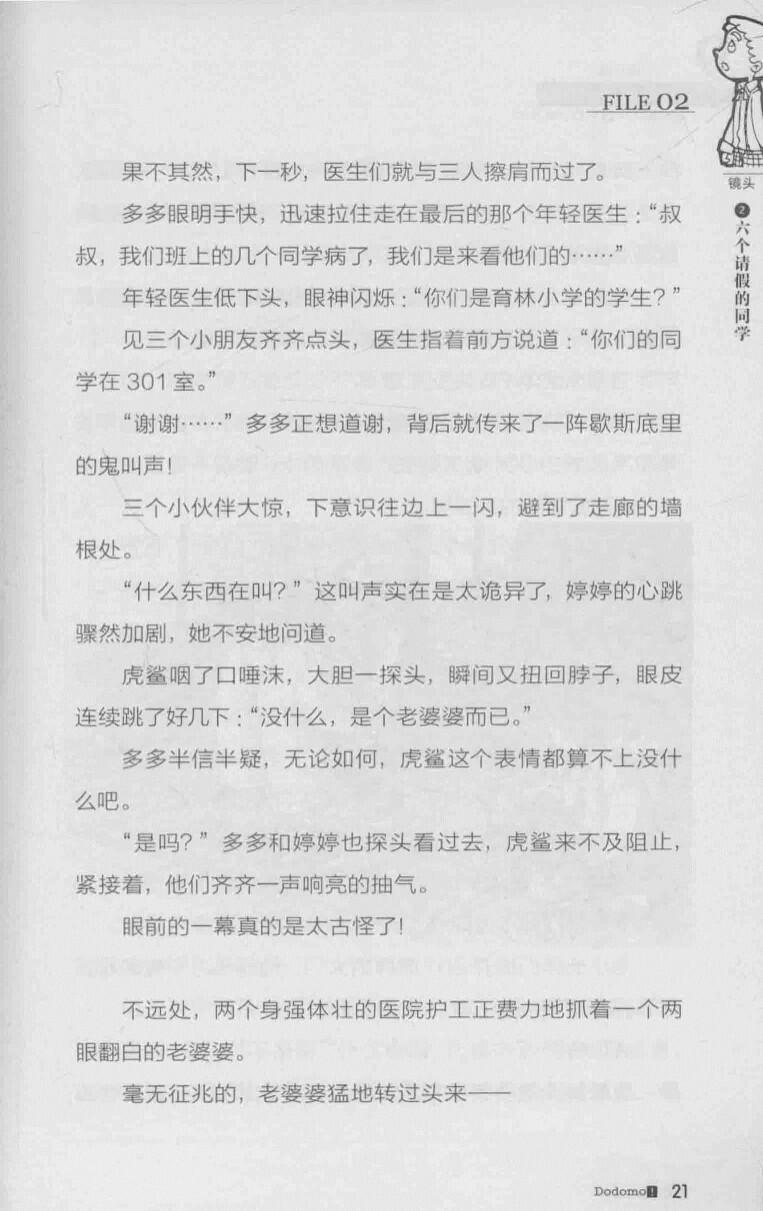 FILE 02
镜头
❷六个请假的同学
果不其然，下一秒，医生们就与三人擦肩而过了。
多多眼明手快，迅速拉住走在最后的那个年轻医生：“叔
叔，我们班上的几个同学病了，我们是来看他们的……”
年轻医生低下头，眼神闪烁：“你们是育林小学的学生？”
见三个小朋友齐齐点头，医生指着前方说道：“你们的同
学在 301 室。”
“谢谢……”多多正想道谢，背后就传来了一阵歇斯底里
的鬼叫声！
三个小伙伴大惊，下意识往边上一闪，避到了走廊的墙
根处。
“什么东西在叫？”这叫声实在是太诡异了，婷婷的心跳
骤然加剧，她不安地问道。
虎鲨咽了口唾沫，大胆一探头，瞬间又扭回脖子，眼皮
连续跳了好几下：“没什么，是个老婆婆而已。”
多多半信半疑，无论如何，虎鲨这个表情都算不上没什
么吧。
“是吗？”多多和婷婷也探头看过去，虎鲨来不及阻止，
紧接着，他们齐齐一声响亮的抽气。
眼前的一幕真的是太古怪了！
不远处，两个身强体壮的医院护工正费力地抓着一个两
眼翻白的老婆婆。
毫无征兆的，老婆婆猛地转过头来——
Dodomo! 21